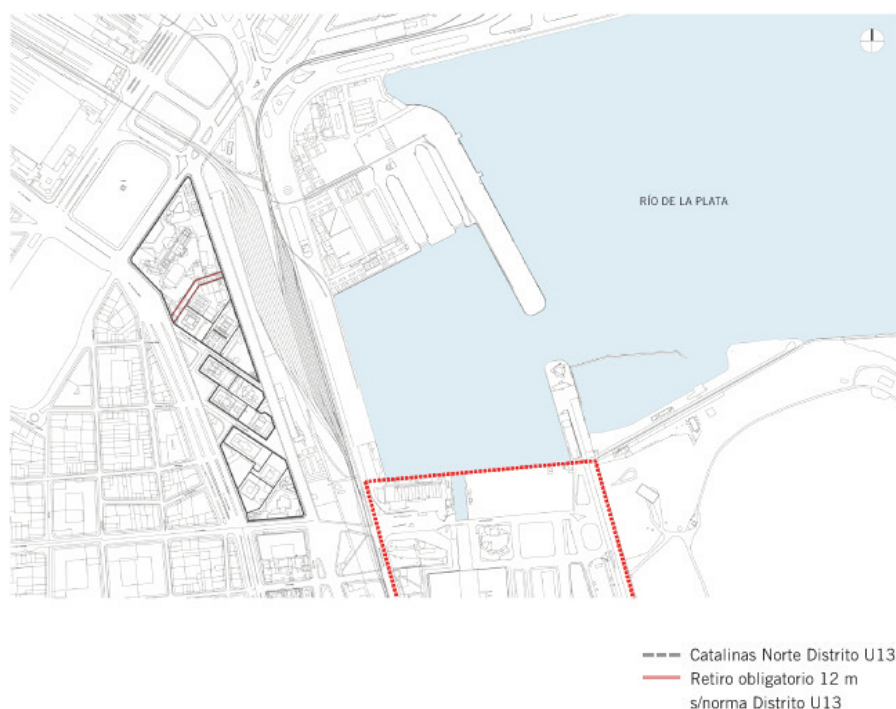 RÍO DE LA PLATA
Catalinas Norte Distrito U13
Retiro obligatorio 12 m
s/norma Distrito U13